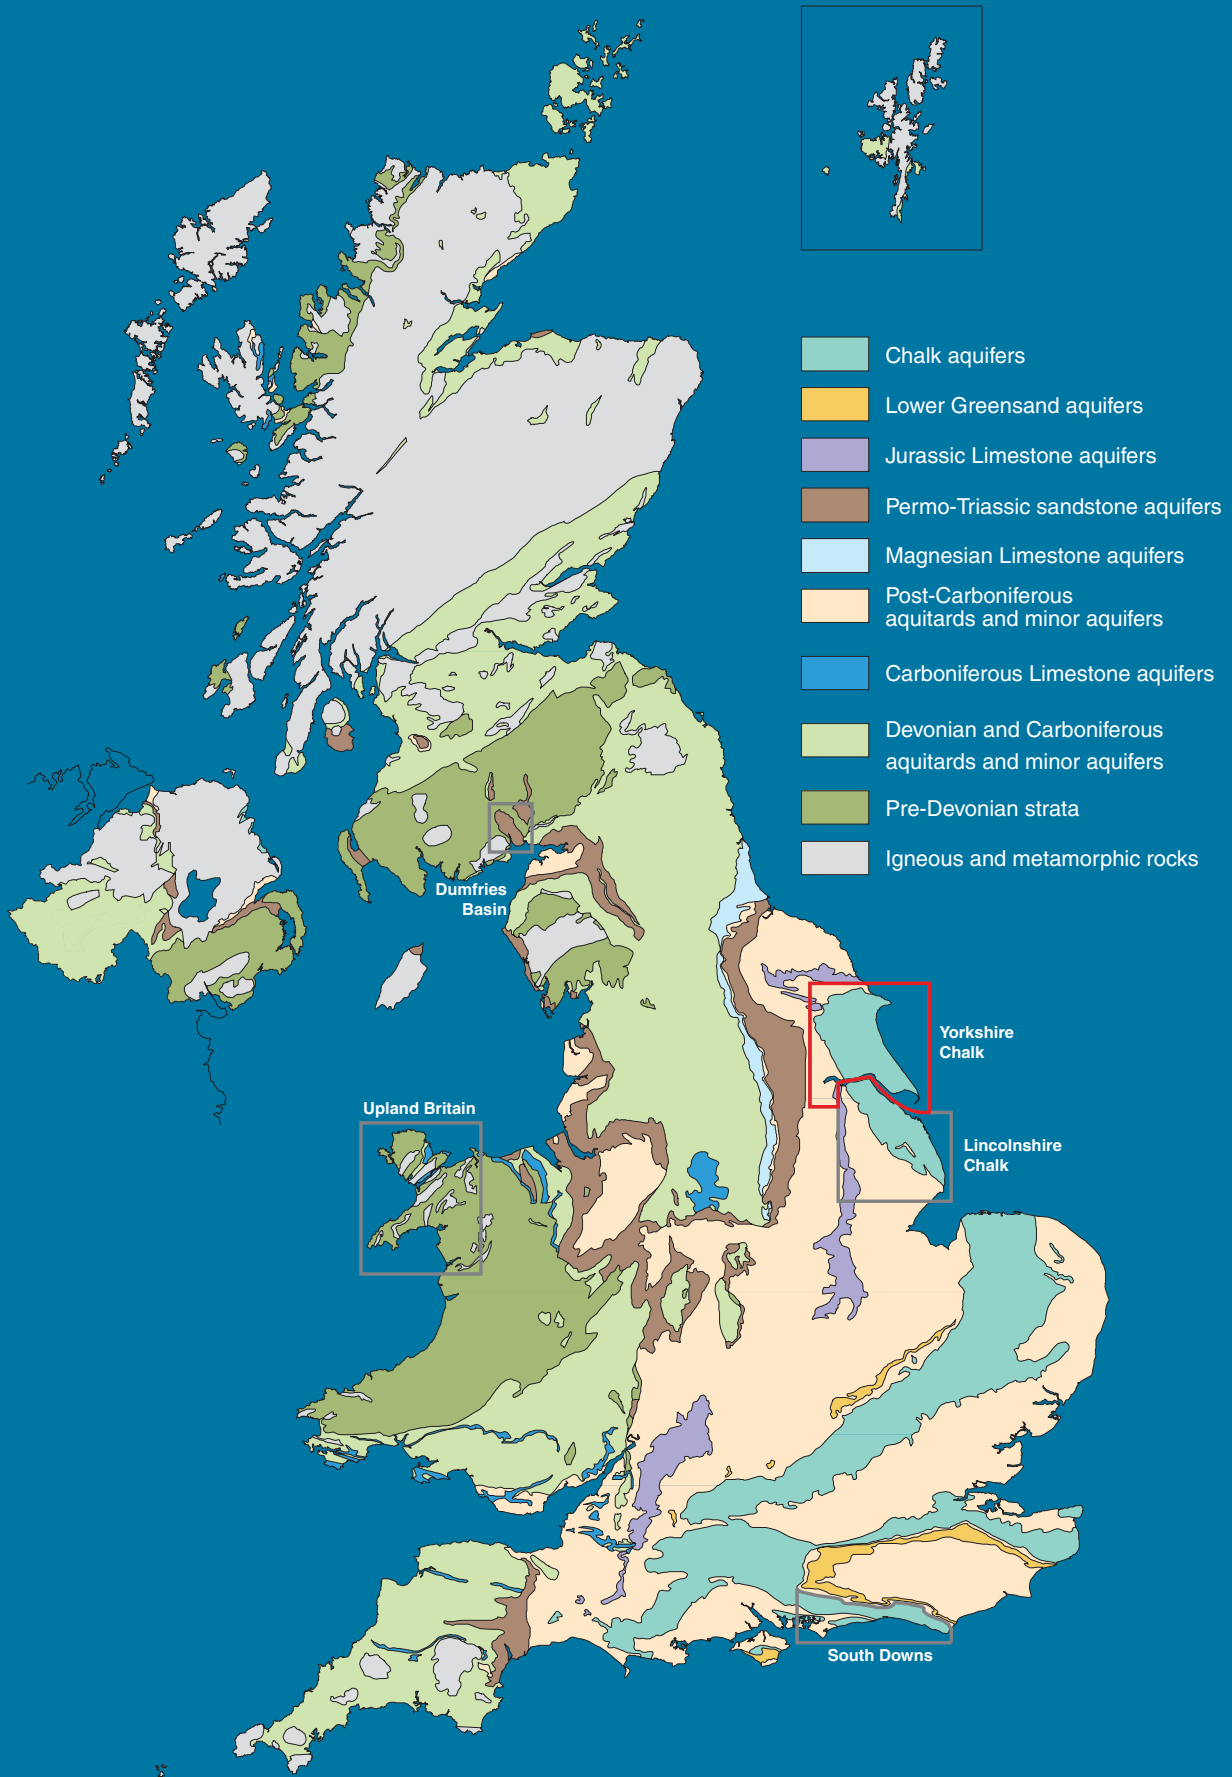 Chalk aquifers
Lower Greensand aquifers
Jurassic Limestone aquifers
Permo-Triassic sandstone aquifers
Magnesian Limestone aquifers
Post-Carboniferous
aquitards and minor aquifers
Carboniferous Limestone aquifers
Devonian and Carboniferous
aquitards and minor aquifers
Pre-Devonian strata
Igneous and metamorphic rocks
Dumfries
Basin
Yorkshire
Chalk
Upland Britain
Lincolnshire
Chalk
South Downs